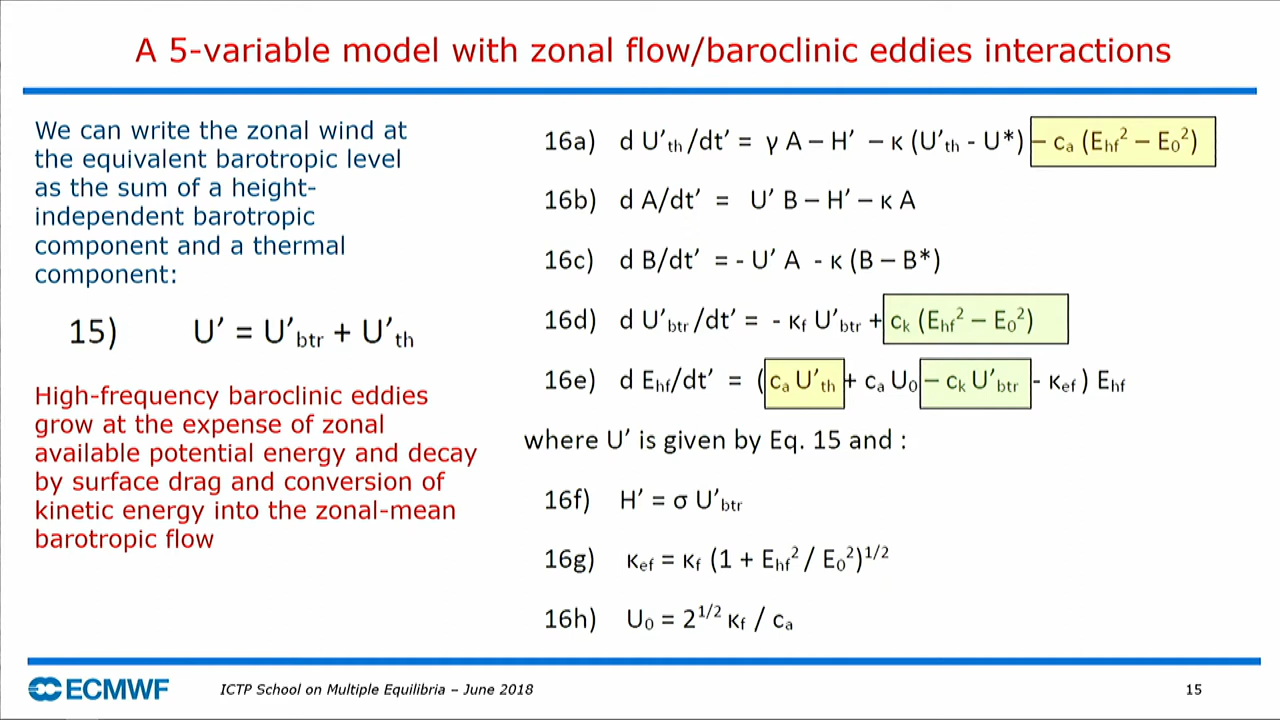 A 5-variable model with zonal flow/baroclinic eddies interactions
We can write the zonal wind at
the equivalent barotropic level
as the sum of a height-
independent barotropic
component and a thermal
component:
15) U’ = U’btr + U’th
High-frequency baroclinic eddies
grow at the expense of zonal
available potential energy and decay
by surface drag and conversion of
kinetic energy into the zonal-mean
barotropic flow
16a) d U’th /dt’ = γ A – H’ – κ (U’th - U*) – ca (Ehf² – E0²)
16b) d A/dt’ = U’ B – H’ – κ A
16c) d B/dt’ = - U’ A - κ (B – B*)
16d) d U’btr /dt’ = - κf U’btr + ck (Ehf² – E0²)
16e) d Ehf/dt’ = ( ca U’th + ca U0 – ck U’btr - κef ) Ehf
where U’ is given by Eq. 15 and :
16f) H’ = σ U’btr
16g) κef = κf (1 + Ehf² / E0²)1/2
16h) U0 = 21/2 κf / ca
ECMWF
ICTP School on Multiple Equilibria – June 2018
15